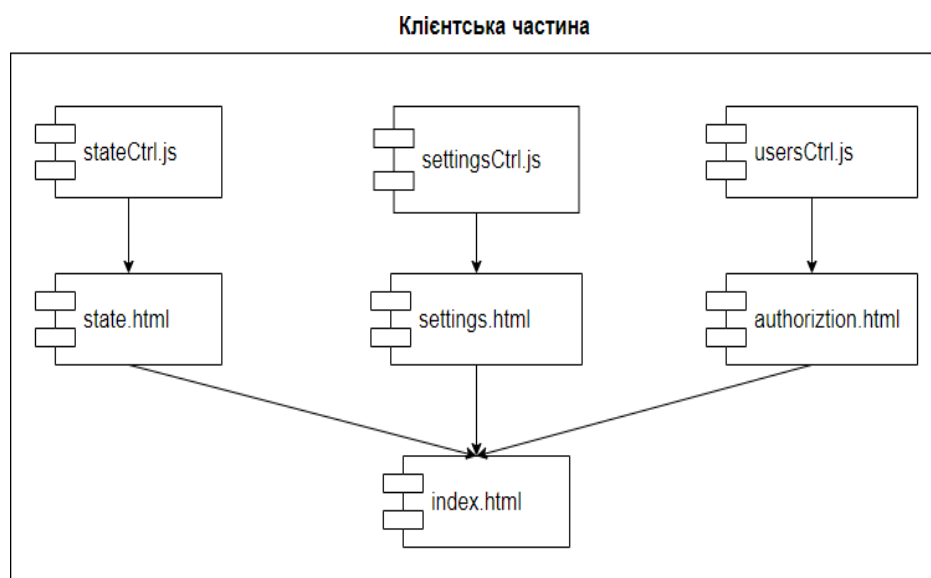 Клієнтська частина
stateCtrl.js
settingsCtrl.js
usersCtrl.js
state.html
settings.html
authoriztion.html
index.html